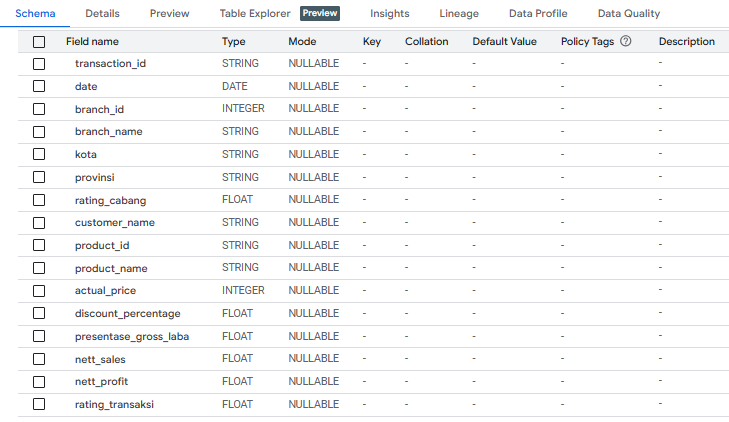 Schema Details Preview Table Explorer Preview Insights Lineage Data Profile Data Quality
Field name Type Mode Key Collation Default Value Policy Tags ? Description
transaction_id STRING NULLABLE - - - - -
date DATE NULLABLE - - - - -
branch_id INTEGER NULLABLE - - - - -
branch_name STRING NULLABLE - - - - -
kota STRING NULLABLE - - - - -
provinsi STRING NULLABLE - - - - -
rating_cabang FLOAT NULLABLE - - - - -
customer_name STRING NULLABLE - - - - -
product_id STRING NULLABLE - - - - -
product_name STRING NULLABLE - - - - -
actual_price INTEGER NULLABLE - - - - -
discount_percentage FLOAT NULLABLE - - - - -
presentase_gross_laba FLOAT NULLABLE - - - - -
nett_sales FLOAT NULLABLE - - - - -
nett_profit FLOAT NULLABLE - - - - -
rating_transaksi FLOAT NULLABLE - - - - -